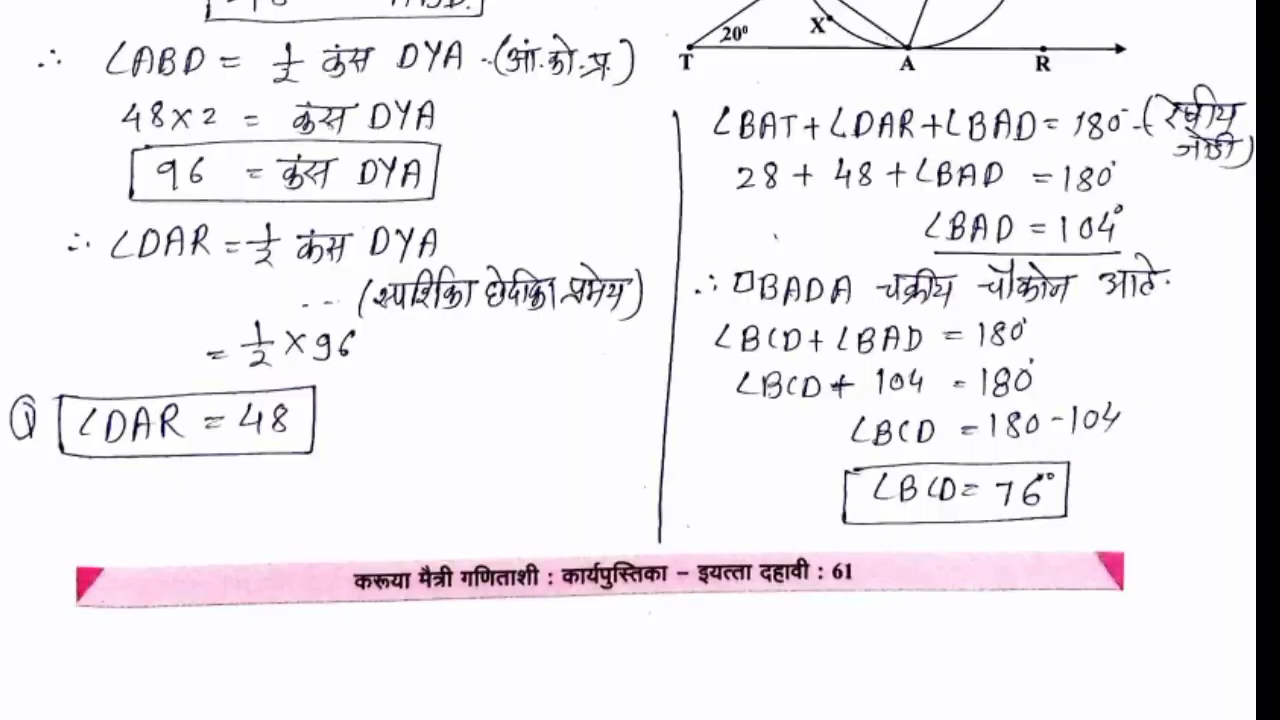 ∴ ∠ABD = 1/2 कंस DYA --(आं.को.प्र.)
48×2 = कंस DYA
96 = कंस DYA
∴ ∠DAR = 1/2 कंस DYA
-- (स्पर्शिका छेदिका प्रमेय)
= 1/2 × 96
① ∠DAR = 48
20°
X
T A R
∠BAT + ∠DAR + ∠BAD = 180° -(रेषीय
जोडी)
28 + 48 + ∠BAD = 180°
∠BAD = 104°
∴ □BADA चक्रीय चौकोन आहे.
∠BCD + ∠BAD = 180°
∠BCD + 104 = 180°
∠BCD = 180 - 104
∠BCD = 76°
करूया मैत्री गणिताशी : कार्यपुस्तिका – इयत्ता दहावी : 61